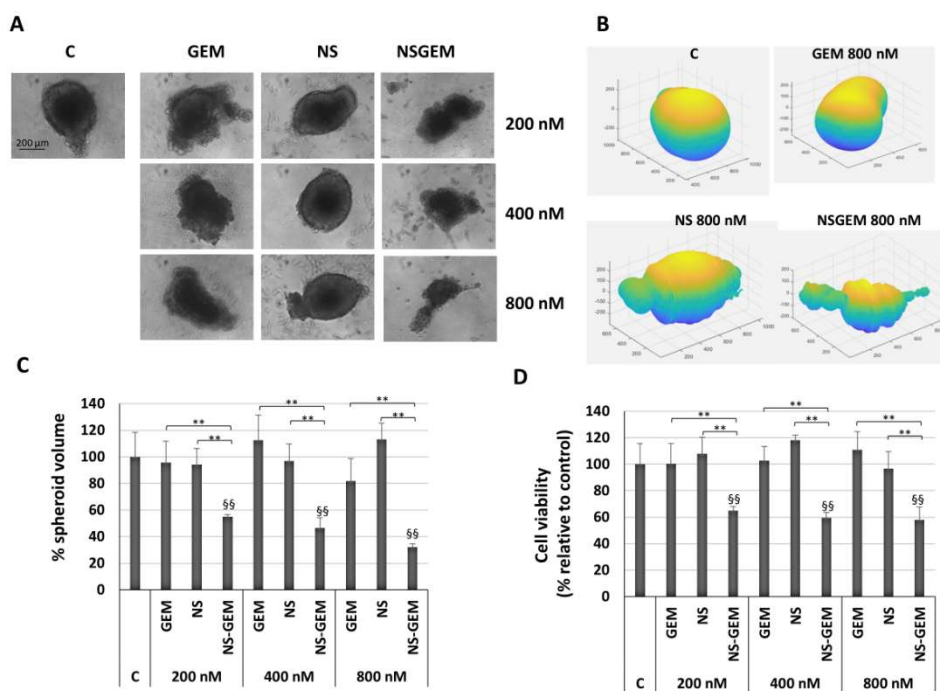 A
C GEM NS NSGEM
200 µm
200 nM
400 nM
800 nM
B
C
GEM 800 nM
NS 800 nM
NSGEM 800 nM
C
% spheroid volume
140
120
100
80
60
40
20
0
** ** **
** ** **
§§ §§ §§
GEM NS NS-GEM GEM NS NS-GEM GEM NS NS-GEM
C 200 nM 400 nM 800 nM
D
Cell viability
(% relative to control)
140
120
100
80
60
40
20
0
** ** **
** ** **
§§ §§ §§
GEM NS NS-GEM GEM NS NS-GEM GEM NS NS-GEM
C 200 nM 400 nM 800 nM